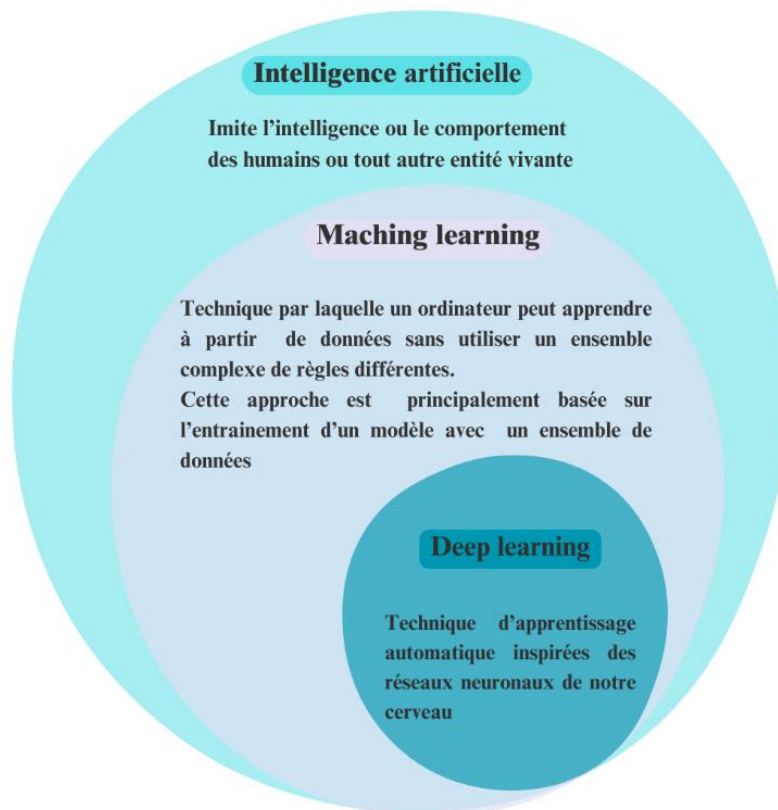 Intelligence artificielle
Imite l'intelligence ou le comportement
des humains ou tout autre entité vivante
Maching learning
Technique par laquelle un ordinateur peut apprendre
à partir de données sans utiliser un ensemble
complexe de règles différentes.
Cette approche est principalement basée sur
l'entrainement d'un modèle avec un ensemble de
données
Deep learning
Technique d'apprentissage
automatique inspirées des
réseaux neuronaux de notre
cerveau